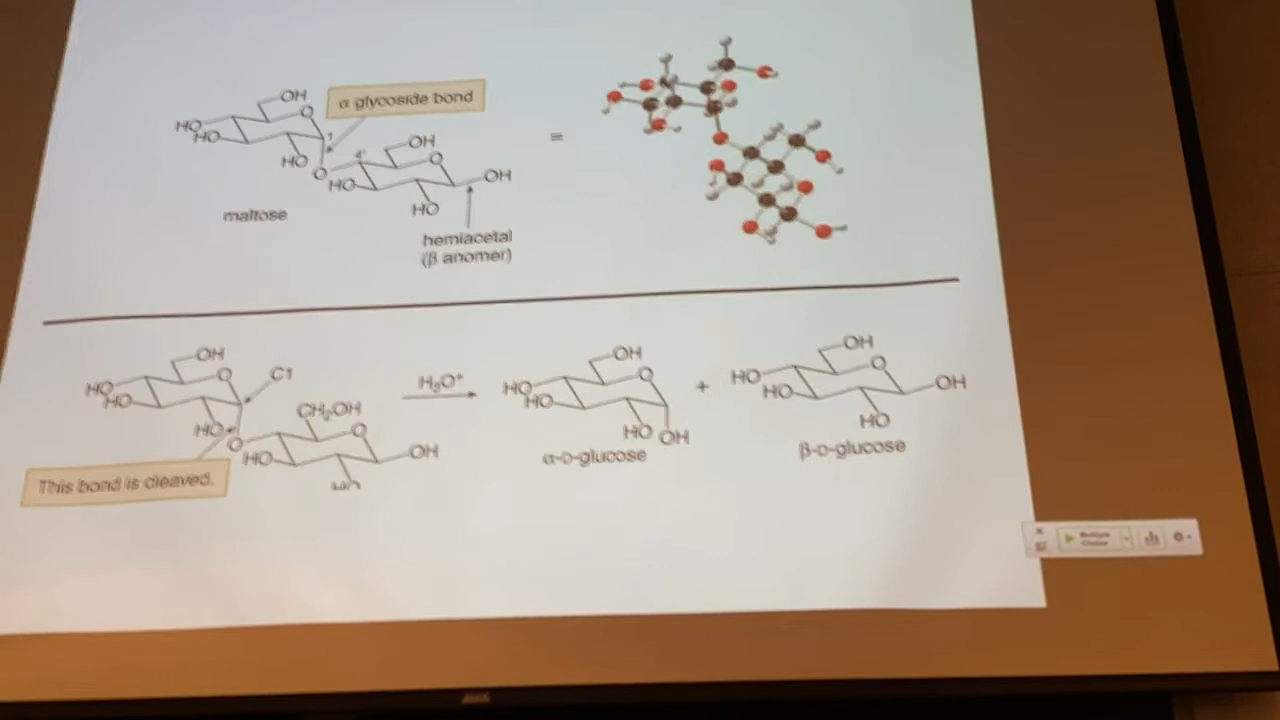 OH
HO
HO
O
α glycoside bond
1
HO
O
4'
OH
O
HO
OH
HO
maltose
hemiacetal
(β anomer)
=
OH
HO
HO
O
C1
HO
O
CH₂OH
O
HO
OH
This bond is cleaved.
H₃O⁺
OH
HO
HO
O
HO
OH
α-D-glucose
+
OH
HO
HO
O
OH
HO
β-D-glucose
Multiple
Choice